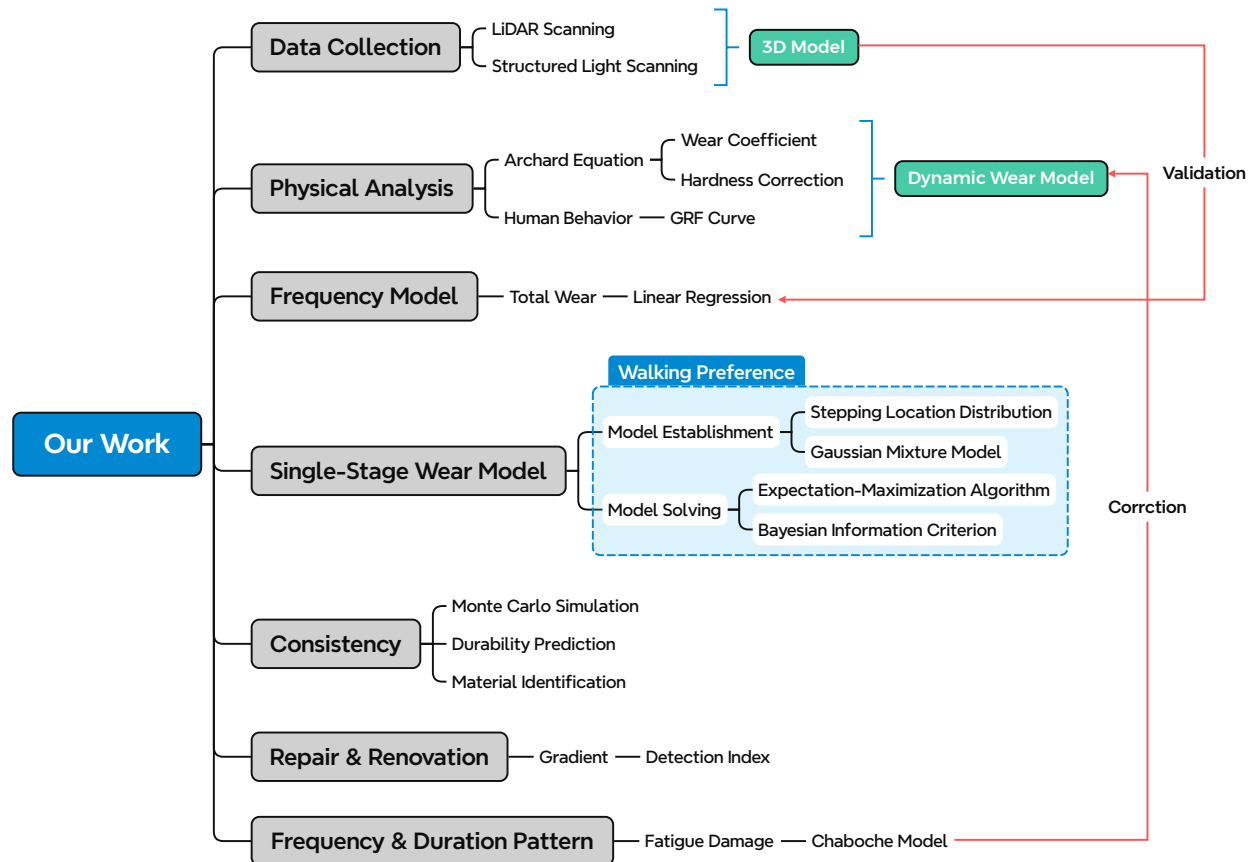 Our Work
Data Collection
LiDAR Scanning
Structured Light Scanning
3D Model
Physical Analysis
Archard Equation
Wear Coefficient
Hardness Correction
Human Behavior
GRF Curve
Dynamic Wear Model
Validation
Frequency Model
Total Wear
Linear Regression
Single-Stage Wear Model
Walking Preference
Model Establishment
Stepping Location Distribution
Gaussian Mixture Model
Model Solving
Expectation-Maximization Algorithm
Bayesian Information Criterion
Corrction
Consistency
Monte Carlo Simulation
Durability Prediction
Material Identification
Repair & Renovation
Gradient
Detection Index
Frequency & Duration Pattern
Fatigue Damage
Chaboche Model